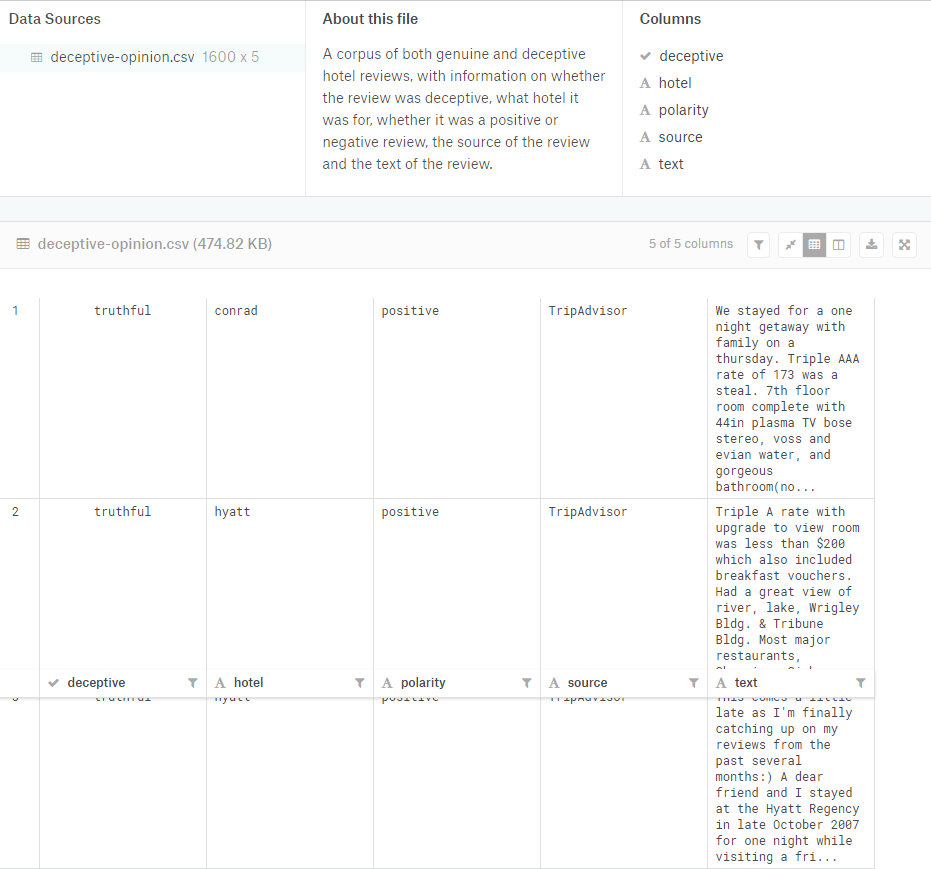 Data Sources
deceptive-opinion.csv 1600 x 5
About this file
A corpus of both genuine and deceptive
hotel reviews, with information on whether
the review was deceptive, what hotel it
was for, whether it was a positive or
negative review, the source of the review
and the text of the review.
Columns
deceptive
A hotel
A polarity
A source
A text
deceptive-opinion.csv (474.82 KB)
5 of 5 columns
1 truthful conrad positive TripAdvisor
We stayed for a one
night getaway with
family on a
thursday. Triple AAA
rate of 173 was a
steal. 7th floor
room complete with
44in plasma TV bose
stereo, voss and
evian water, and
gorgeous
bathroom(no...
2 truthful hyatt positive TripAdvisor
Triple A rate with
upgrade to view room
was less than $200
which also included
breakfast vouchers.
Had a great view of
river, lake, Wrigley
Bldg. & Tribune
Bldg. Most major
restaurants,
deceptive A hotel A polarity A source A text
This comes a little
late as I'm finally
catching up on my
reviews from the
past several
months:) A dear
friend and I stayed
at the Hyatt Regency
in late October 2007
for one night while
visiting a fri...